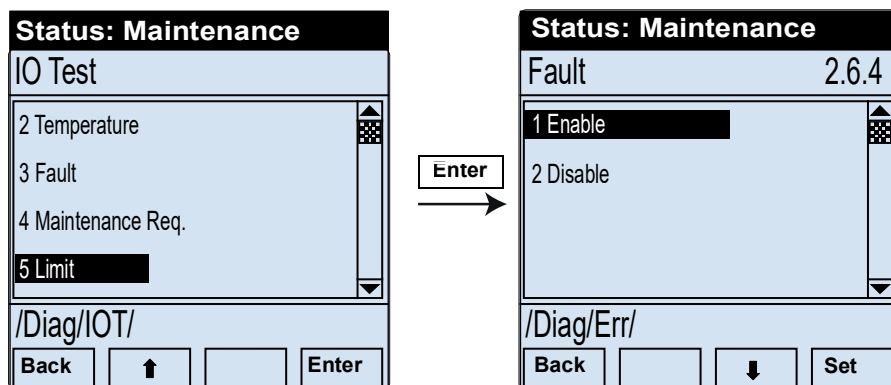 Status: Maintenance
IO Test
2 Temperature
3 Fault
4 Maintenance Req.
5 Limit
/Diag/IOT/
Back
Enter
Enter
Status: Maintenance
Fault 2.6.4
1 Enable
2 Disable
/Diag/Err/
Back
Set